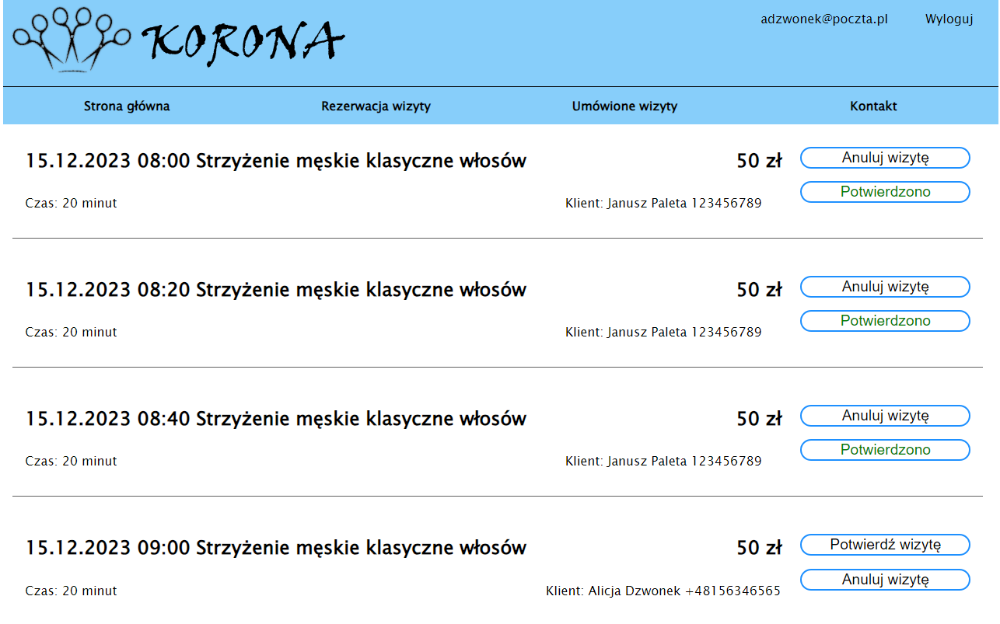 KORONA
adzwonek@poczta.pl Wyloguj
Strona główna Rezerwacja wizyty Umówione wizyty Kontakt
15.12.2023 08:00 Strzyżenie męskie klasyczne włosów 50 zł Anuluj wizytę
Potwierdzono
Czas: 20 minut Klient: Janusz Paleta 123456789
15.12.2023 08:20 Strzyżenie męskie klasyczne włosów 50 zł Anuluj wizytę
Potwierdzono
Czas: 20 minut Klient: Janusz Paleta 123456789
15.12.2023 08:40 Strzyżenie męskie klasyczne włosów 50 zł Anuluj wizytę
Potwierdzono
Czas: 20 minut Klient: Janusz Paleta 123456789
15.12.2023 09:00 Strzyżenie męskie klasyczne włosów 50 zł Potwierdź wizytę
Anuluj wizytę
Czas: 20 minut Klient: Alicja Dzwonek +48156346565